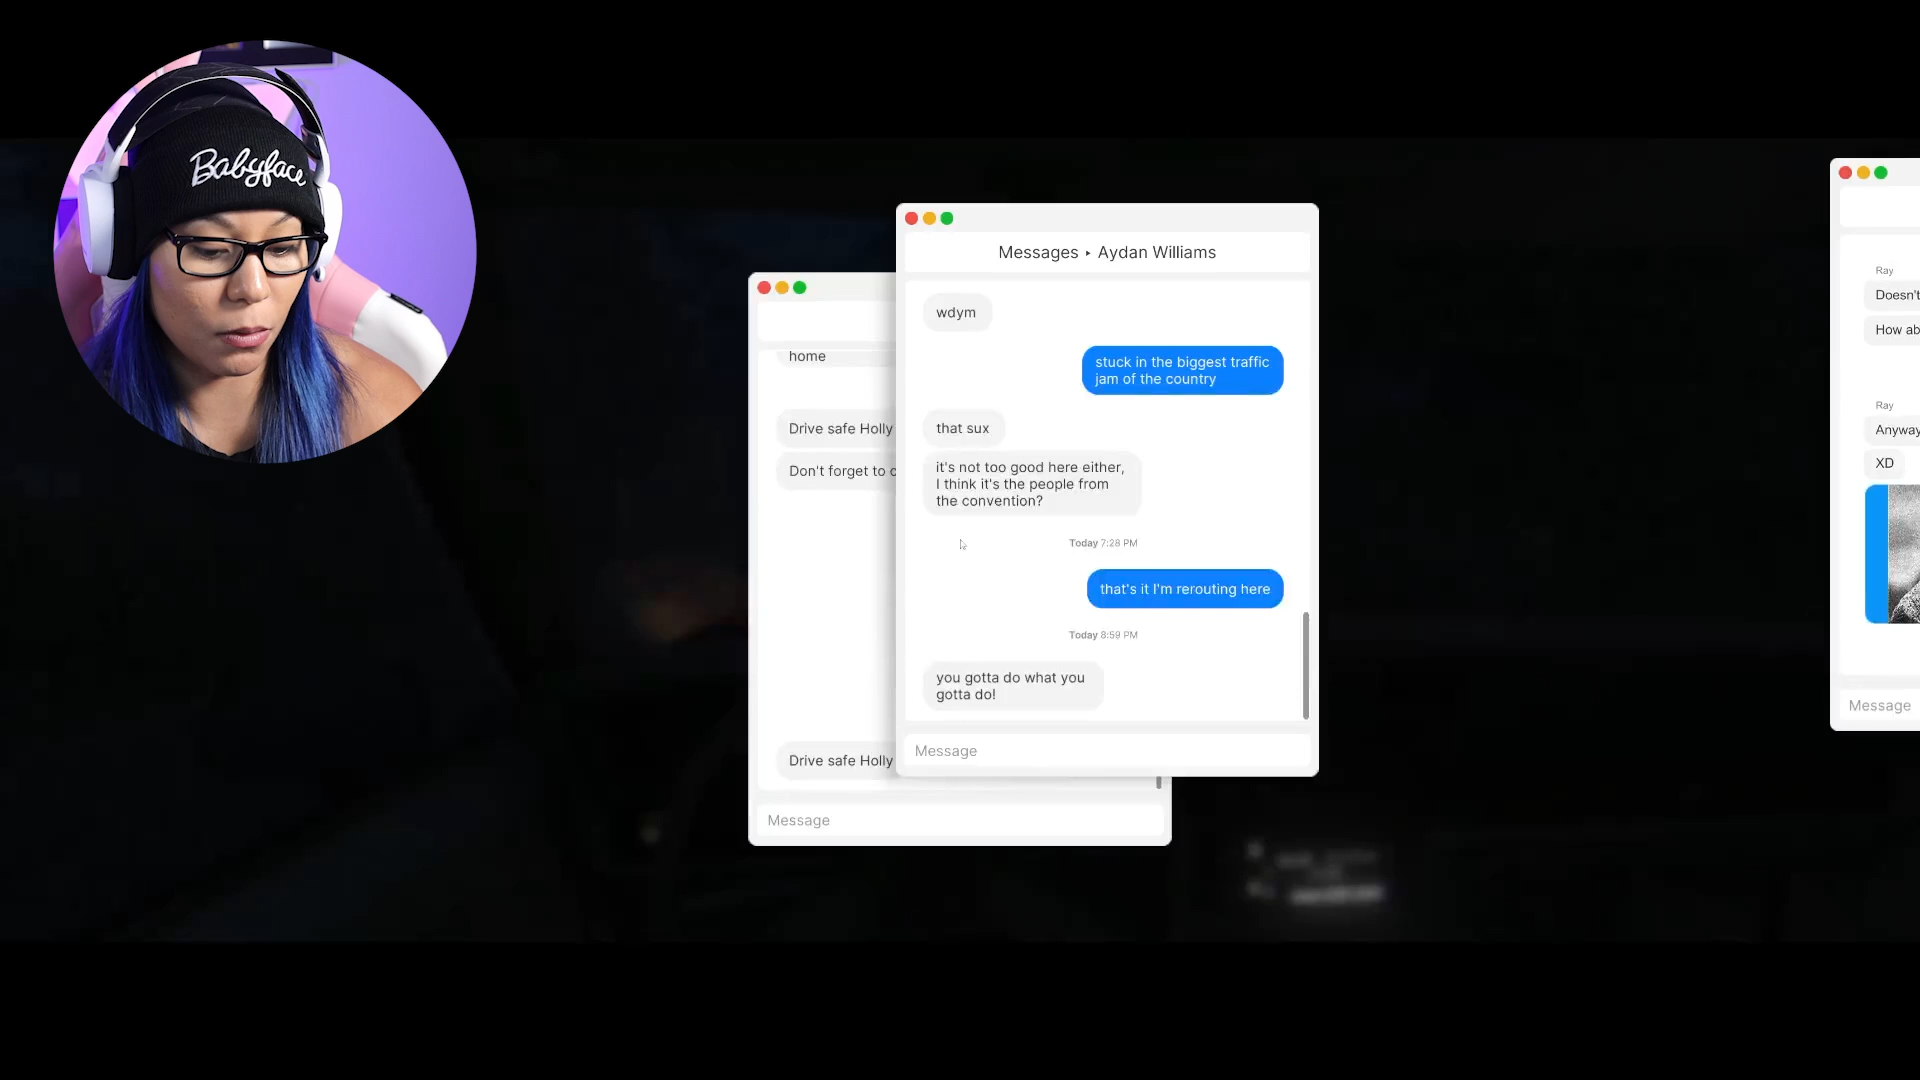 Babyface
Messages ▸ Aydan Williams
wdym
stuck in the biggest traffic
jam of the country
that sux
it's not too good here either,
I think it's the people from
the convention?
Today 7:28 PM
that's it I'm rerouting here
Today 8:59 PM
you gotta do what you
gotta do!
Message
home
Drive safe Holly
Don't forget to
Drive safe Holly
Message
Ray
Doesn't
How
Ray
Anyway
XD
Message